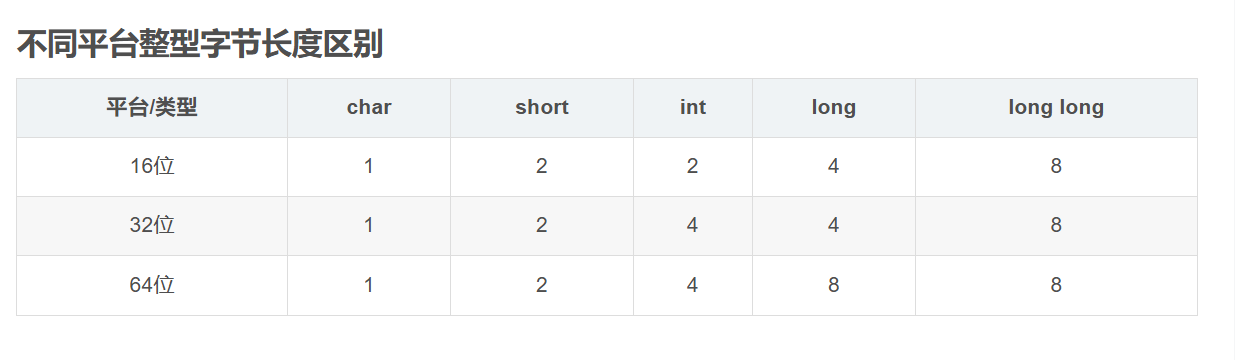 不同平台整型字节长度区别
平台/类型 char short int long long long
16位 1 2 2 4 8
32位 1 2 4 4 8
64位 1 2 4 8 8